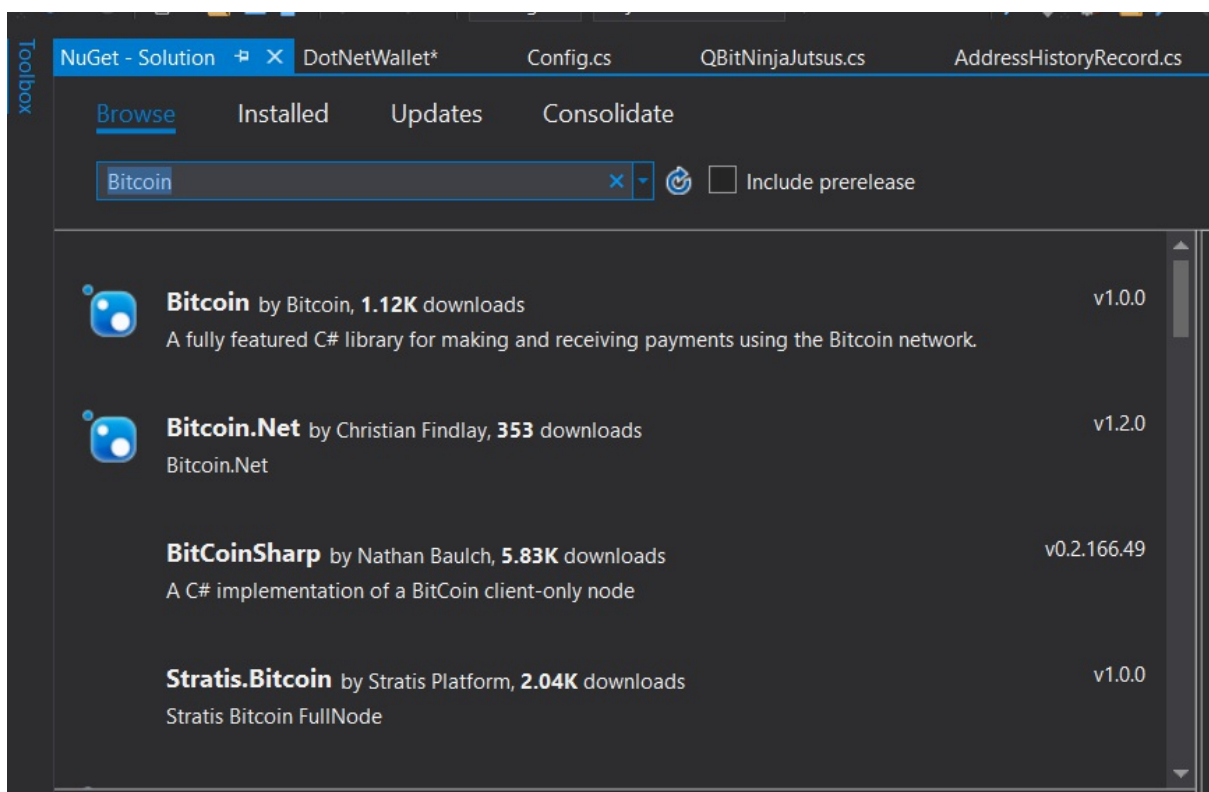 Toolbox
NuGet - Solution DotNetWallet* Config.cs QBitNinjaJutsus.cs AddressHistoryRecord.cs
Browse Installed Updates Consolidate
Bitcoin Include prerelease
Bitcoin by Bitcoin, 1.12K downloads v1.0.0
A fully featured C# library for making and receiving payments using the Bitcoin network.
Bitcoin.Net by Christian Findlay, 353 downloads v1.2.0
Bitcoin.Net
BitCoinSharp by Nathan Baulch, 5.83K downloads v0.2.166.49
A C# implementation of a BitCoin client-only node
Stratis.Bitcoin by Stratis Platform, 2.04K downloads v1.0.0
Stratis Bitcoin FullNode